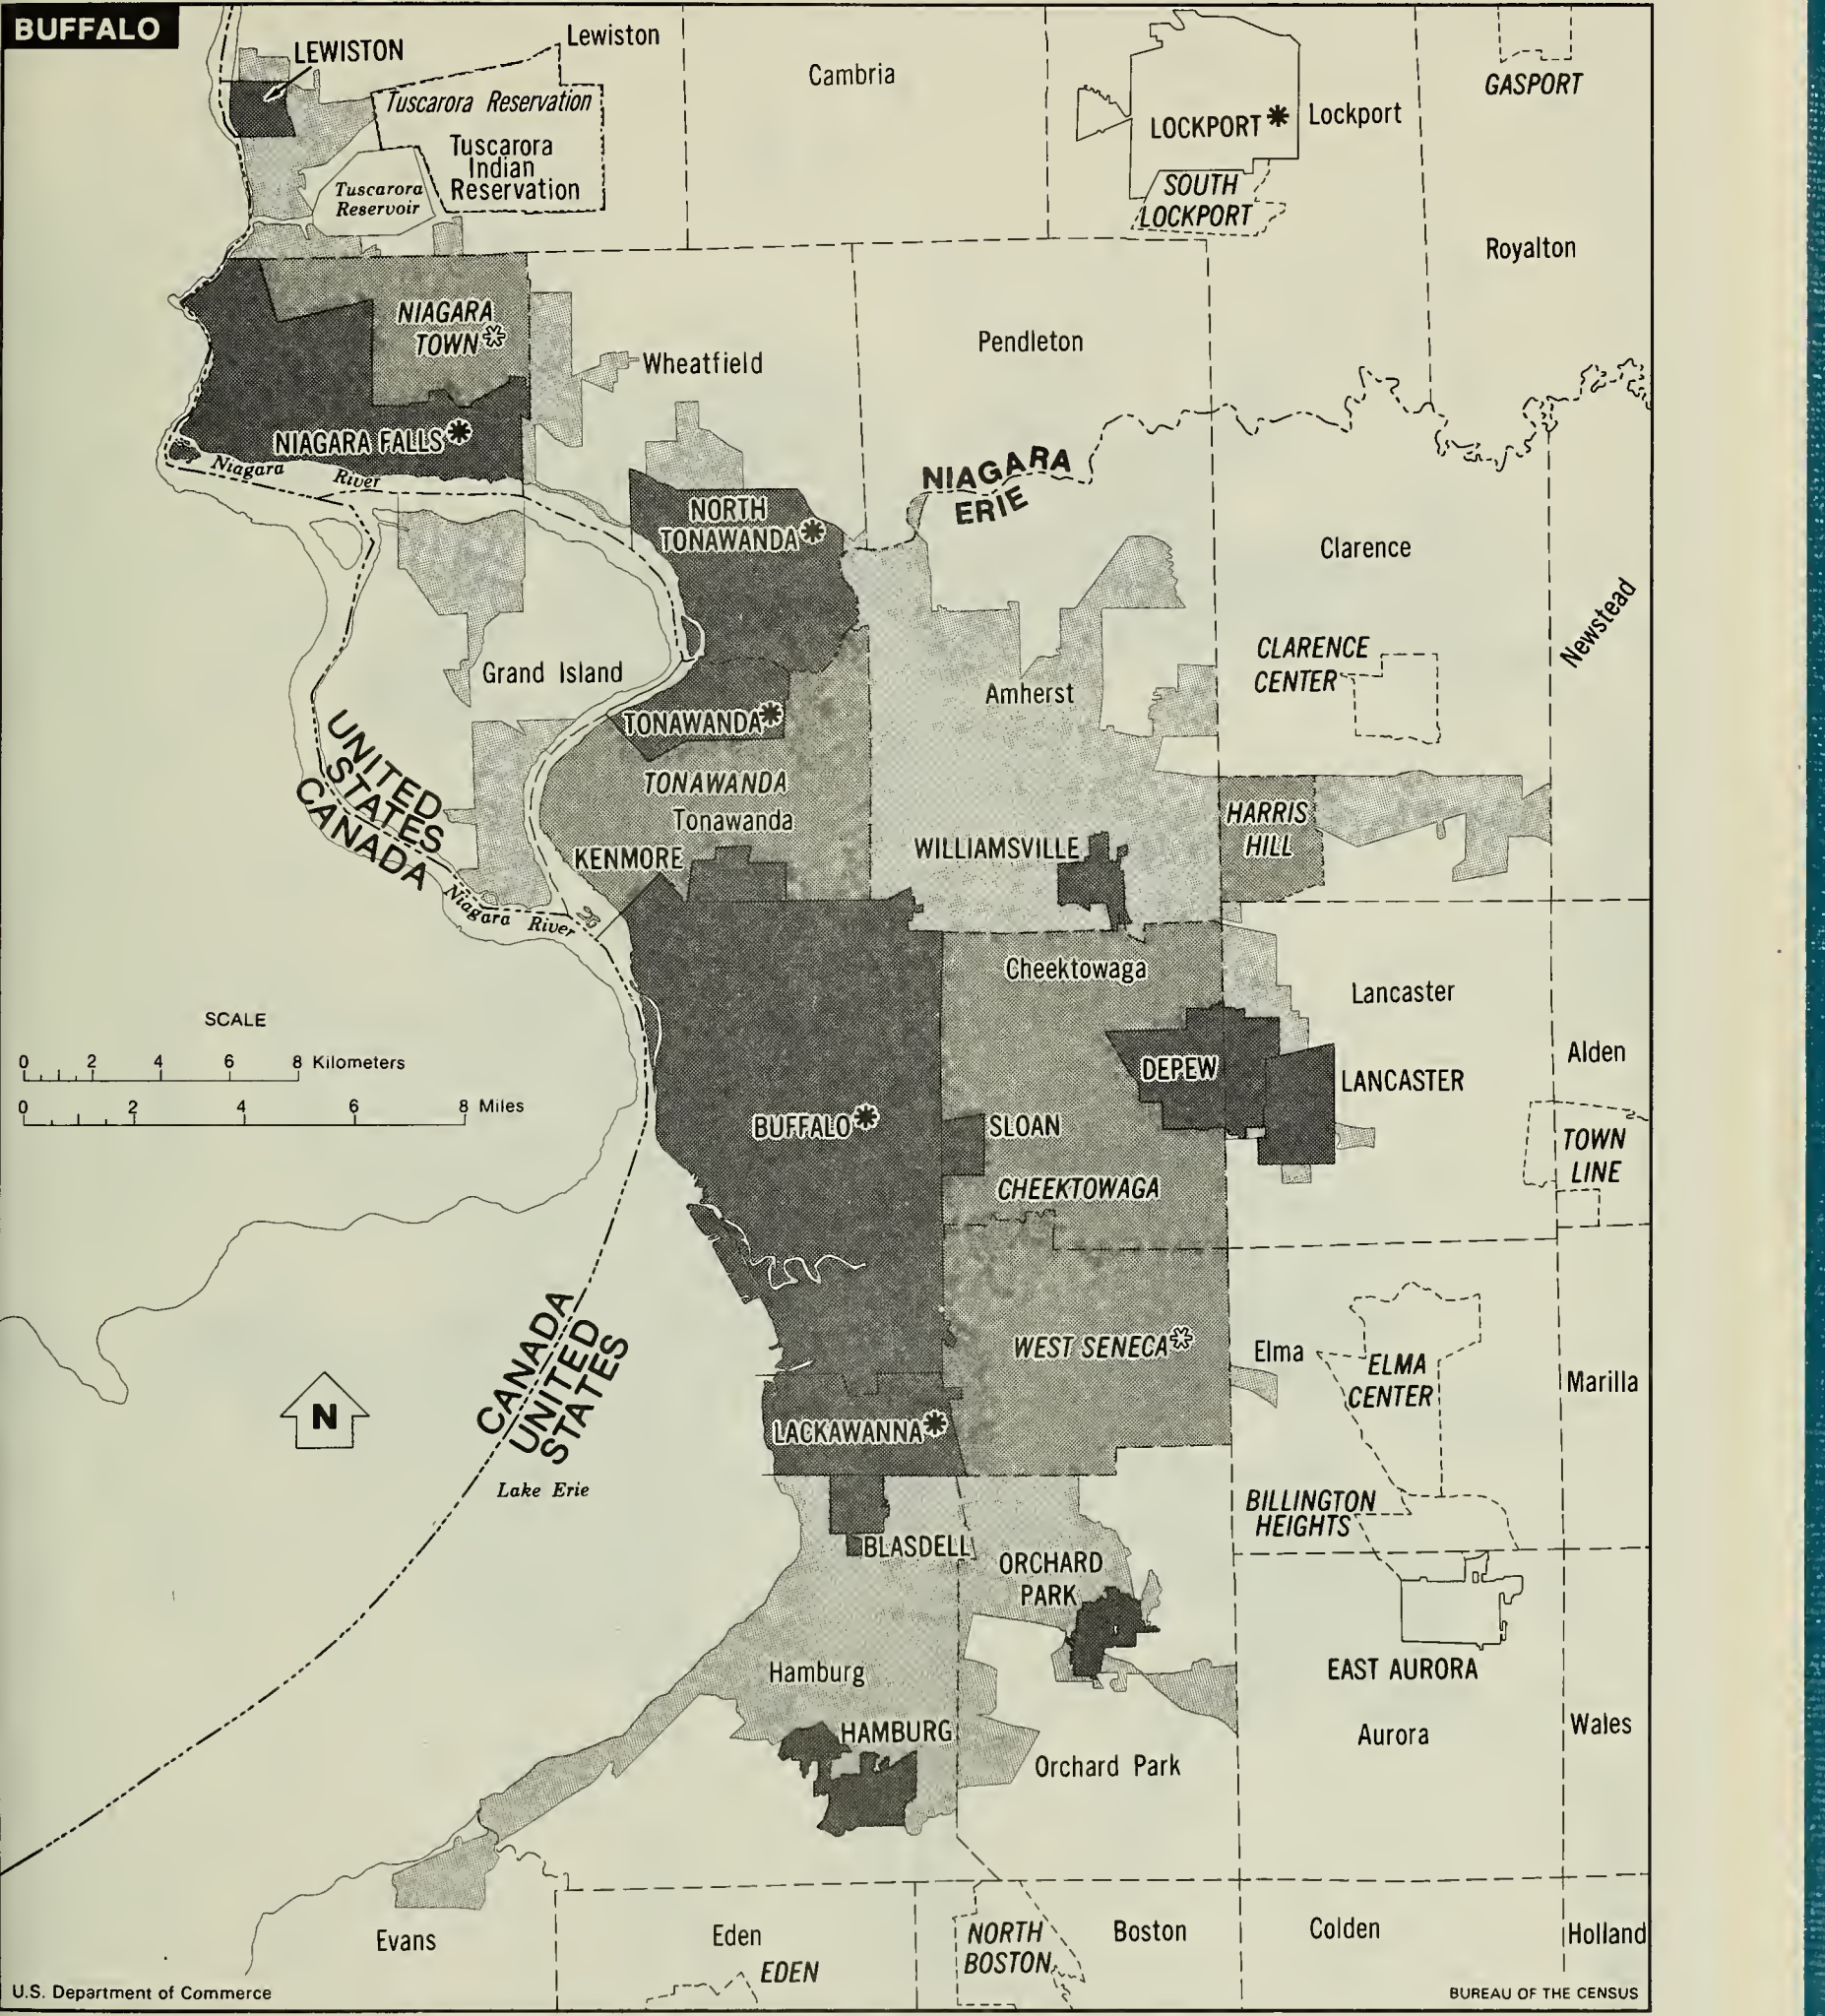 BUFFALO
LEWISTON
Lewiston
Cambria
GASPORT
Tuscarora Reservation
LOCKPORT*
Lockport
Tuscarora
Indian
Reservation
Tuscarora
Reservoir
SOUTH
LOCKPORT
Royalton
NIAGARA
TOWN*
Wheatfield
Pendleton
NIAGARA FALLS*
Niagara River
NIAGARA
ERIE
NORTH
TONAWANDA*
Clarence
Newstead
CLARENCE
CENTER
Grand Island
Amherst
TONAWANDA*
UNITED
STATES
CANADA
TONAWANDA
Tonawanda
HARRIS
HILL
KENMORE
WILLIAMSVILLE
Niagara River
Cheektowaga
Lancaster
SCALE
0 2 4 6 8 Kilometers
0 2 4 6 8 Miles
Alden
DEPEW
LANCASTER
BUFFALO*
SLOAN
TOWN
LINE
CHEEKTOWAGA
CANADA
UNITED
STATES
WEST SENECA*
Elma
ELMA
CENTER
Marilla
N
LACKAWANNA*
Lake Erie
BILLINGTON
HEIGHTS
BLASDELL
ORCHARD
PARK
Hamburg
EAST AURORA
HAMBURG
Aurora
Wales
Orchard Park
Evans
Eden
EDEN
NORTH
BOSTON
Boston
Colden
Holland
U.S. Department of Commerce
BUREAU OF THE CENSUS